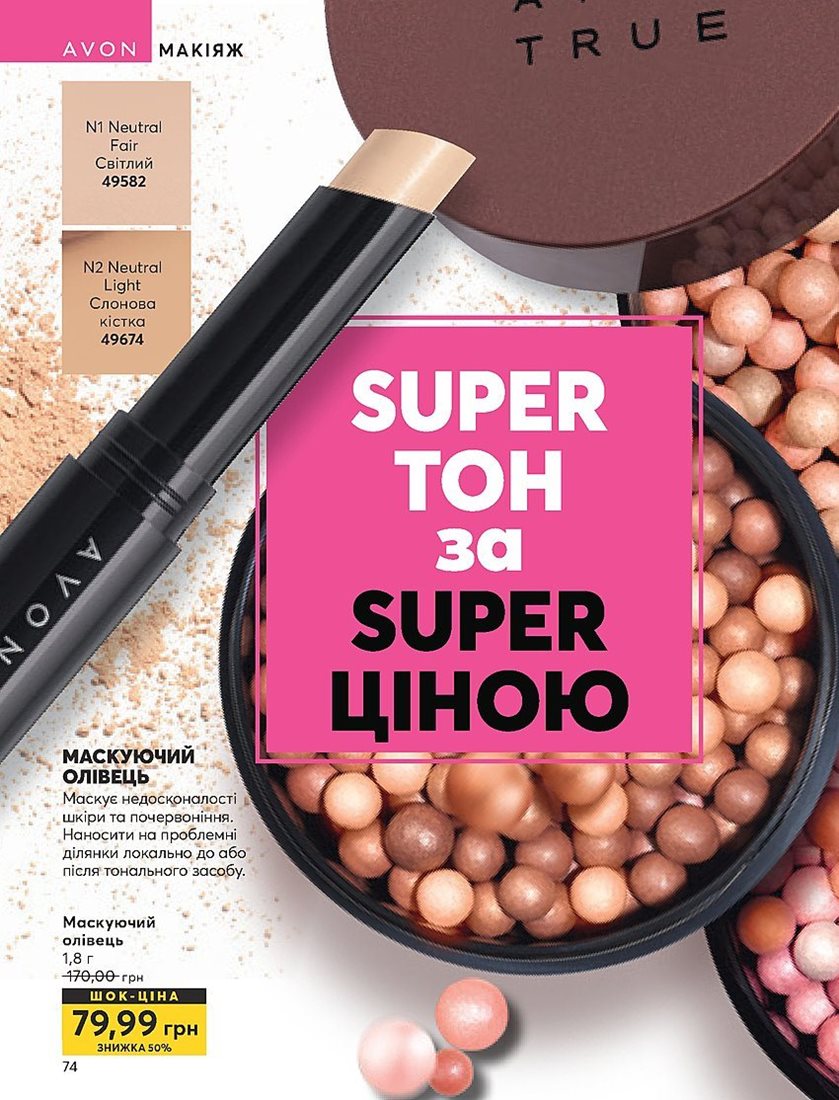 AVON МАКІЯЖ
TRUE
N1 Neutral
Fair
Світлий
49582
N2 Neutral
Light
Слонова
кістка
49674
AVON
SUPER
ТОН
за
SUPER
ЦІНОЮ
МАСКУЮЧИЙ
ОЛІВЕЦЬ
Маскує недосконалості
шкіри та почервоніння.
Наносити на проблемні
ділянки локально до або
після тонального засобу.
Маскуючий
олівець
1,8 г
170,00 грн
ШОК-ЦІНА
79,99 грн
ЗНИЖКА 50%
74